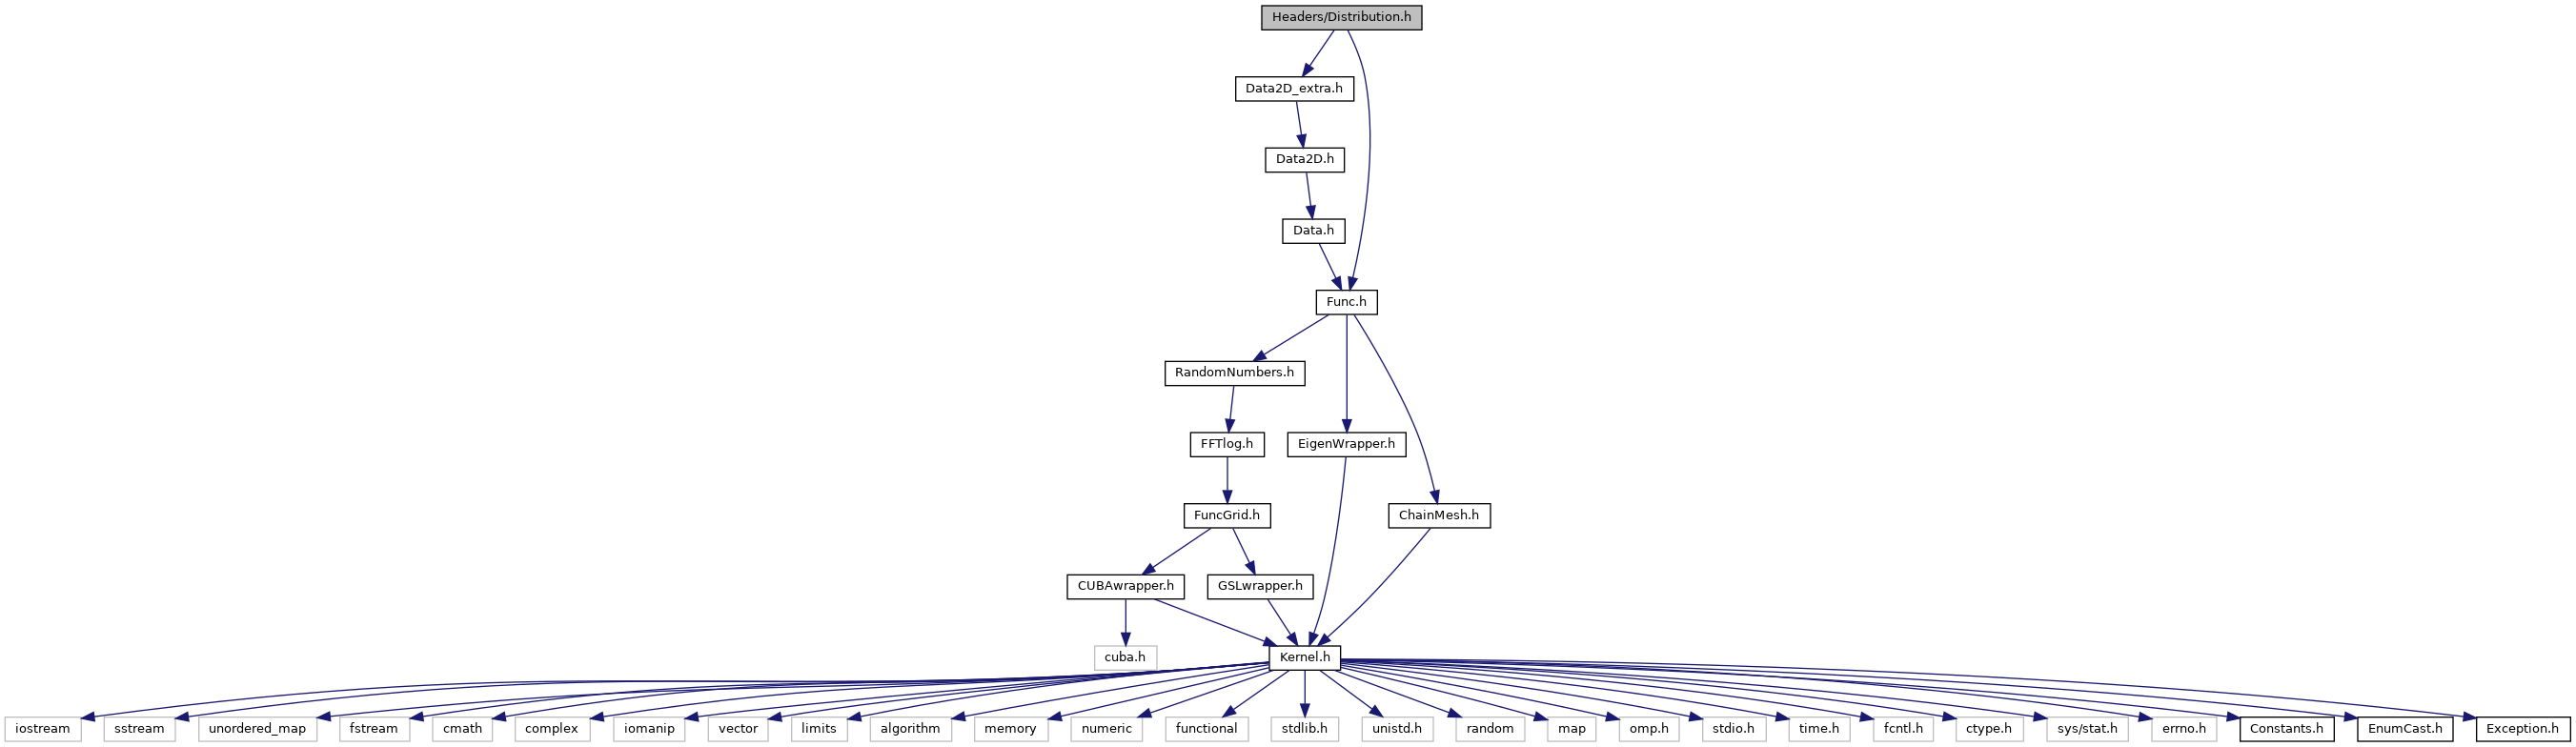 Headers/Distribution.h
Data2D_extra.h
Data2D.h
Data.h
Func.h
RandomNumbers.h
FFTlog.h
EigenWrapper.h
FuncGrid.h
ChainMesh.h
CUBAwrapper.h
GSLwrapper.h
cuba.h
Kernel.h
iostream
sstream
unordered_map
fstream
cmath
complex
iomanip
vector
limits
algorithm
memory
numeric
functional
stdlib.h
unistd.h
random
map
omp.h
stdio.h
time.h
fcntl.h
ctype.h
sys/stat.h
errno.h
Constants.h
EnumCast.h
Exception.h